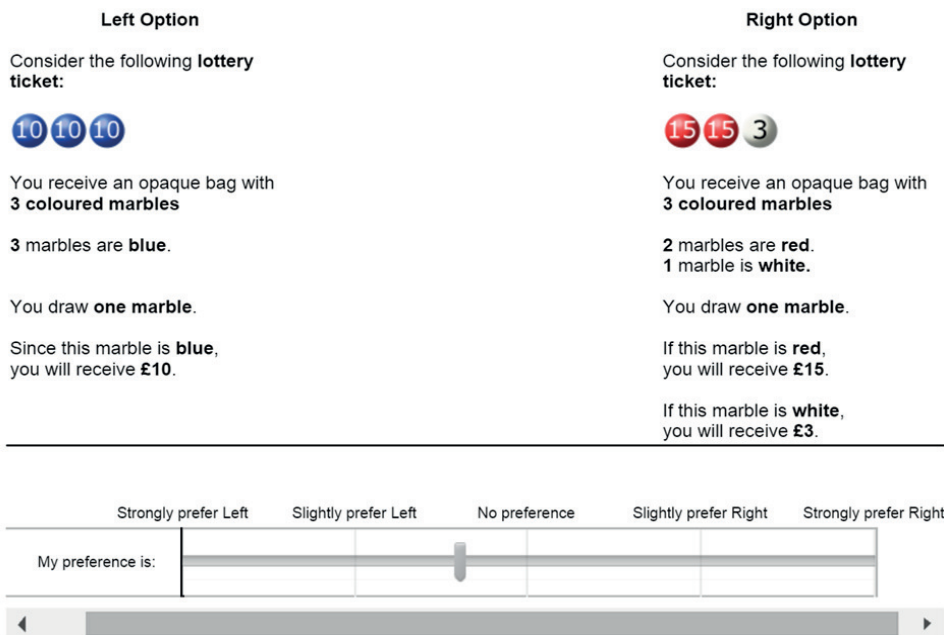 Left Option
Consider the following lottery
ticket:
10 10 10
You receive an opaque bag with
3 coloured marbles
3 marbles are blue.
You draw one marble.
Since this marble is blue,
you will receive £10.
Right Option
Consider the following lottery
ticket:
15 15 3
You receive an opaque bag with
3 coloured marbles
2 marbles are red.
1 marble is white.
You draw one marble.
If this marble is red,
you will receive £15.
If this marble is white,
you will receive £3.
Strongly prefer Left Slightly prefer Left No preference Slightly prefer Right Strongly prefer Right
My preference is: